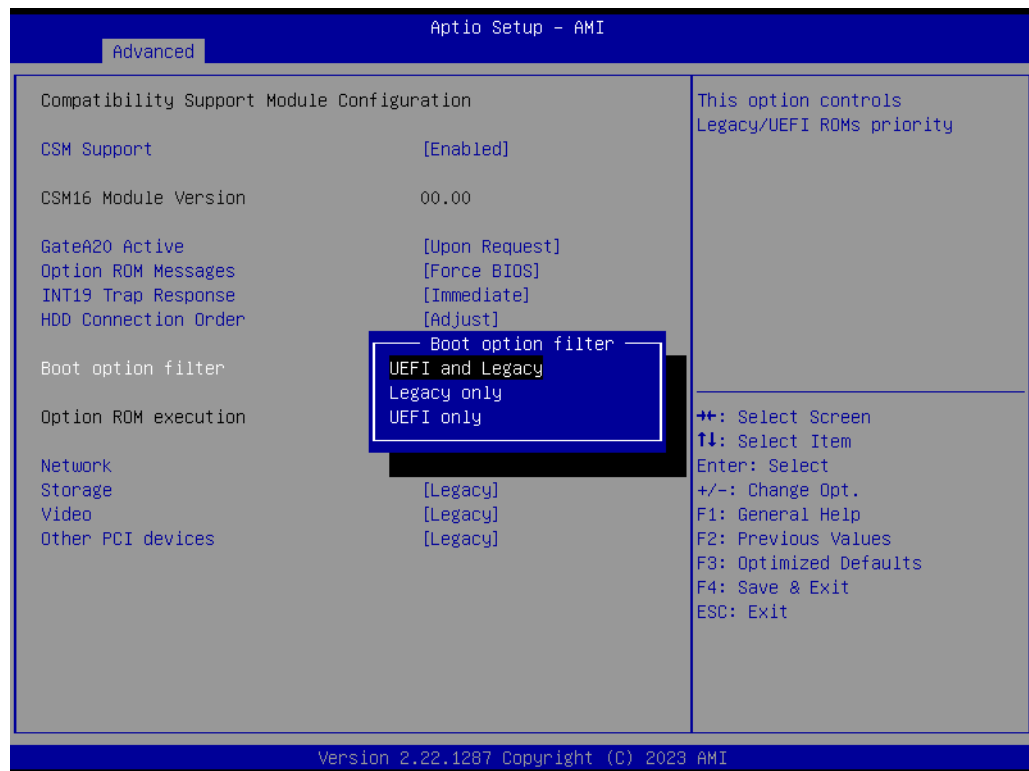 Aptio Setup – AMI
Advanced
Compatibility Support Module Configuration
CSM Support [Enabled]
CSM16 Module Version 00.00
GateA20 Active [Upon Request]
Option ROM Messages [Force BIOS]
INT19 Trap Response [Immediate]
HDD Connection Order [Adjust]
Boot option filter
Option ROM execution
Network
Storage [Legacy]
Video [Legacy]
Other PCI devices [Legacy]
Boot option filter
UEFI and Legacy
Legacy only
UEFI only
This option controls
Legacy/UEFI ROMs priority
→←: Select Screen
↑↓: Select Item
Enter: Select
+/-: Change Opt.
F1: General Help
F2: Previous Values
F3: Optimized Defaults
F4: Save & Exit
ESC: Exit
Version 2.22.1287 Copyright (C) 2023 AMI